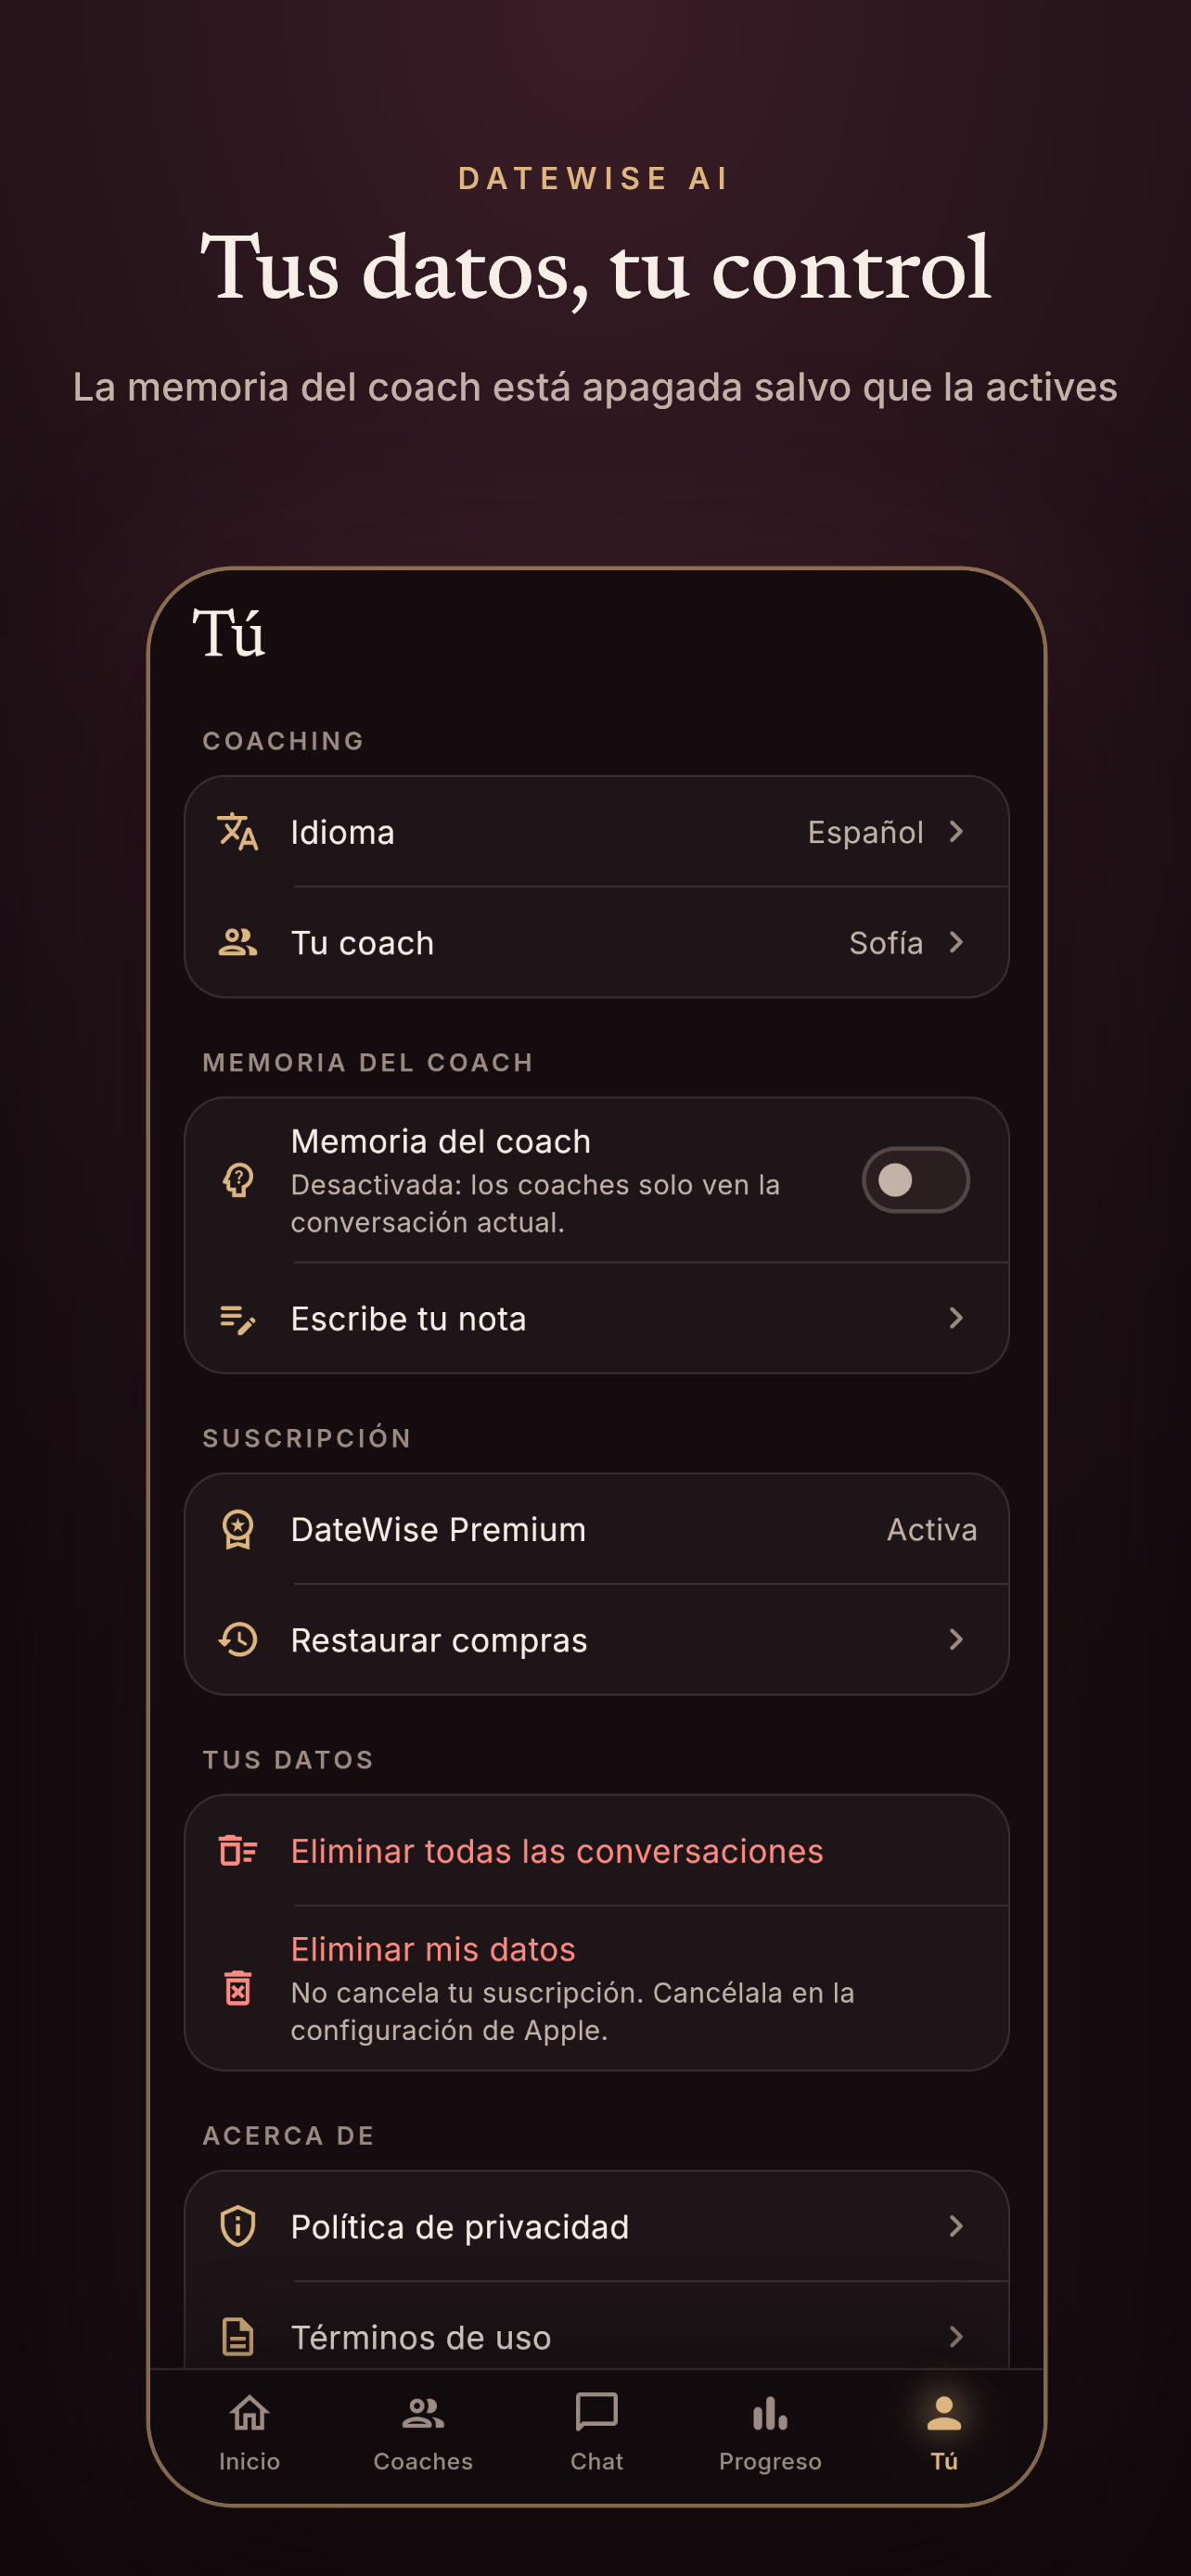 DATEWISE AI
Tus datos, tu control
La memoria del coach está apagada salvo que la actives
Tú
COACHING
Idioma Español
Tu coach Sofía
MEMORIA DEL COACH
Memoria del coach
Desactivada: los coaches solo ven la
conversación actual.
Escribe tu nota
SUSCRIPCIÓN
DateWise Premium Activa
Restaurar compras
TUS DATOS
Eliminar todas las conversaciones
Eliminar mis datos
No cancela tu suscripción. Cancélala en la
configuración de Apple.
ACERCA DE
Política de privacidad
Términos de uso
Inicio Coaches Chat Progreso Tú